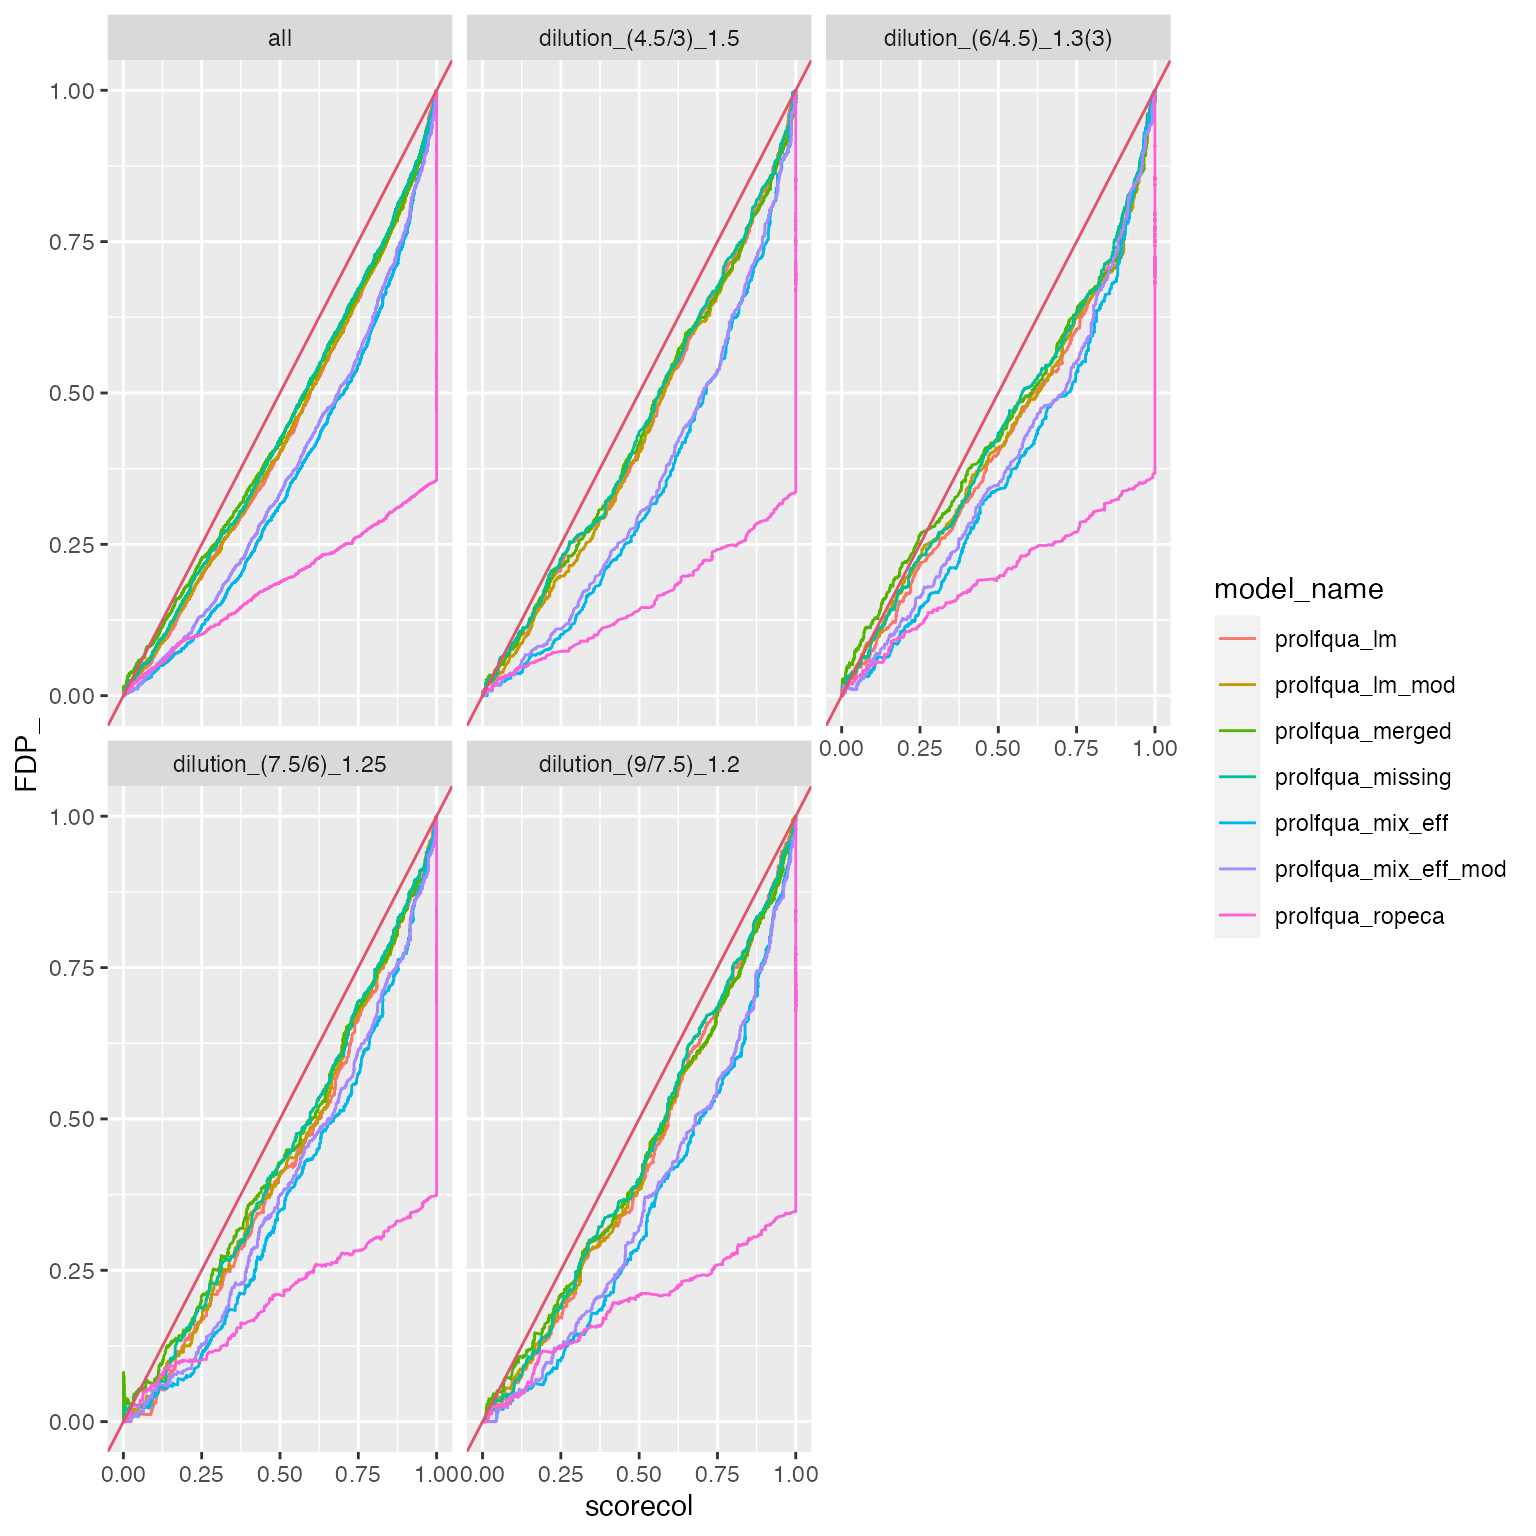 all
dilution_(4.5/3)_1.5
dilution_(6/4.5)_1.3(3)
1.00
0.75
0.50
0.25
0.00
0.00 0.25 0.50 0.75 1.00
dilution_(7.5/6)_1.25
dilution_(9/7.5)_1.2
1.00
0.75
0.50
0.25
0.00
0.00 0.25 0.50 0.75 1.00
0.00 0.25 0.50 0.75 1.00
scorecol
FDP_
model_name
prolfqua_lm
prolfqua_lm_mod
prolfqua_merged
prolfqua_missing
prolfqua_mix_eff
prolfqua_mix_eff_mod
prolfqua_ropeca